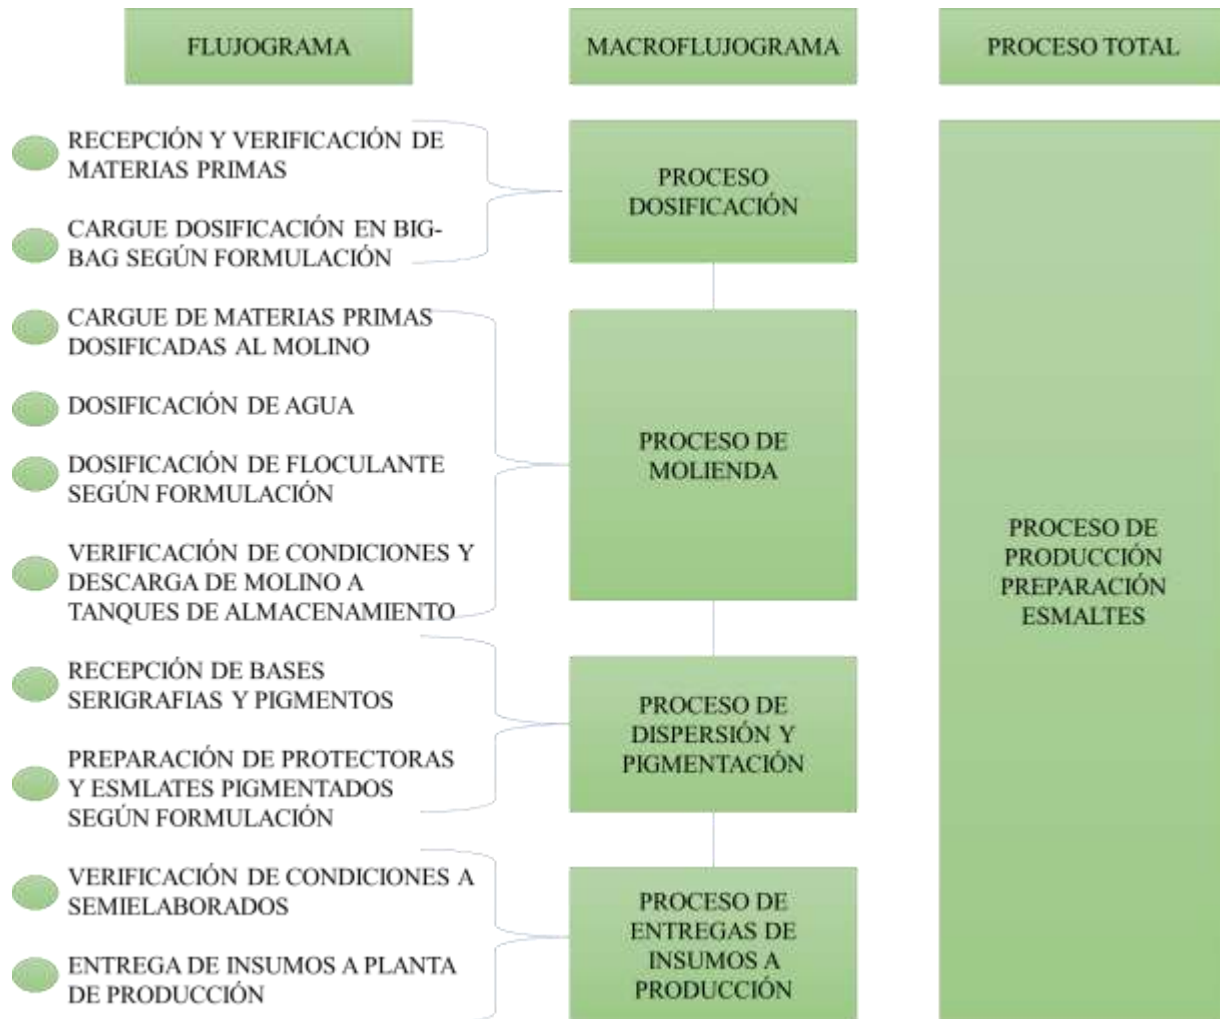 FLUJOGRAMA
MACROFLUJOGRAMA
PROCESO TOTAL
RECEPCIÓN Y VERIFICACIÓN DE
MATERIAS PRIMAS
CARGUE DOSIFICACIÓN EN BIG-
BAG SEGÚN FORMULACIÓN
PROCESO
DOSIFICACIÓN
CARGUE DE MATERIAS PRIMAS
DOSIFICADAS AL MOLINO
DOSIFICACIÓN DE AGUA
DOSIFICACIÓN DE FLOCULANTE
SEGÚN FORMULACIÓN
VERIFICACIÓN DE CONDICIONES Y
DESCARGA DE MOLINO A
TANQUES DE ALMACENAMIENTO
PROCESO DE
MOLIENDA
RECEPCIÓN DE BASES
SERIGRAFIAS Y PIGMENTOS
PREPARACIÓN DE PROTECTORAS
Y ESMLATES PIGMENTADOS
SEGÚN FORMULACIÓN
PROCESO DE
DISPERSIÓN Y
PIGMENTACIÓN
VERIFICACIÓN DE CONDICIONES A
SEMIELABORADOS
ENTREGA DE INSUMOS A PLANTA
DE PRODUCCIÓN
PROCESO DE
ENTREGAS DE
INSUMOS A
PRODUCCIÓN
PROCESO DE
PRODUCCIÓN
PREPARACIÓN
ESMALTES